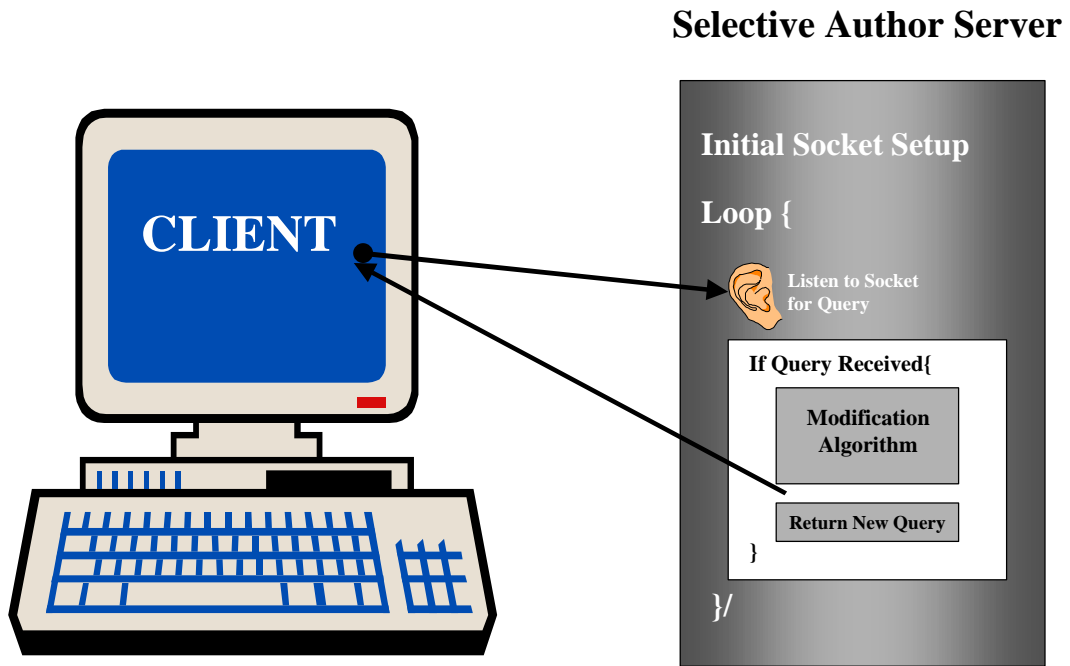 Selective Author Server
CLIENT
Initial Socket Setup
Loop {
Listen to Socket
for Query
If Query Received{
Modification
Algorithm
Return New Query
}
}/